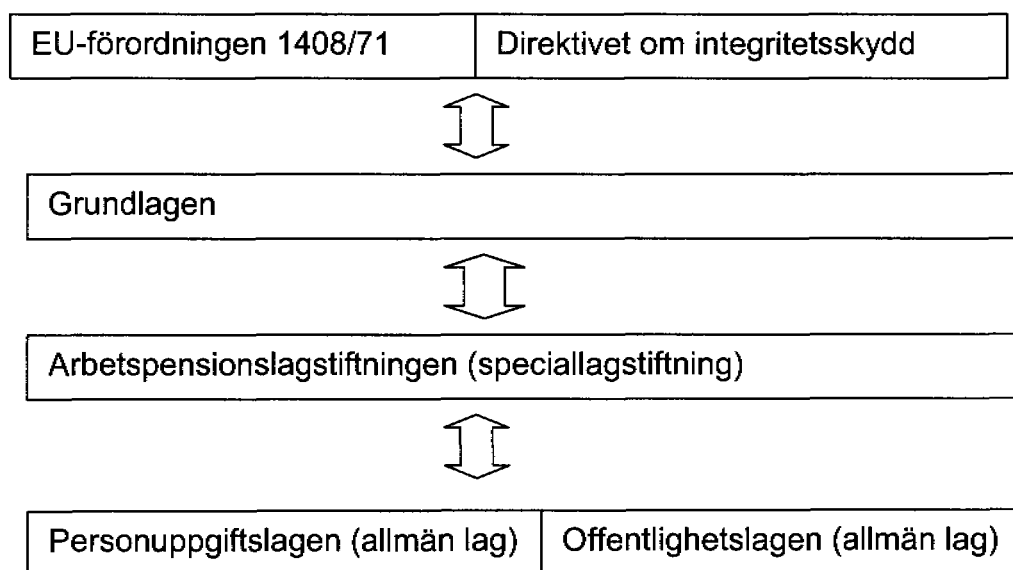 EU-förordningen 1408/71 Direktivet om integritetsskydd
Grundlagen
Arbetspensionslagstiftningen (speciallagstiftning)
Personuppgiftslagen (allmän lag) Offentlighetslagen (allmän lag)